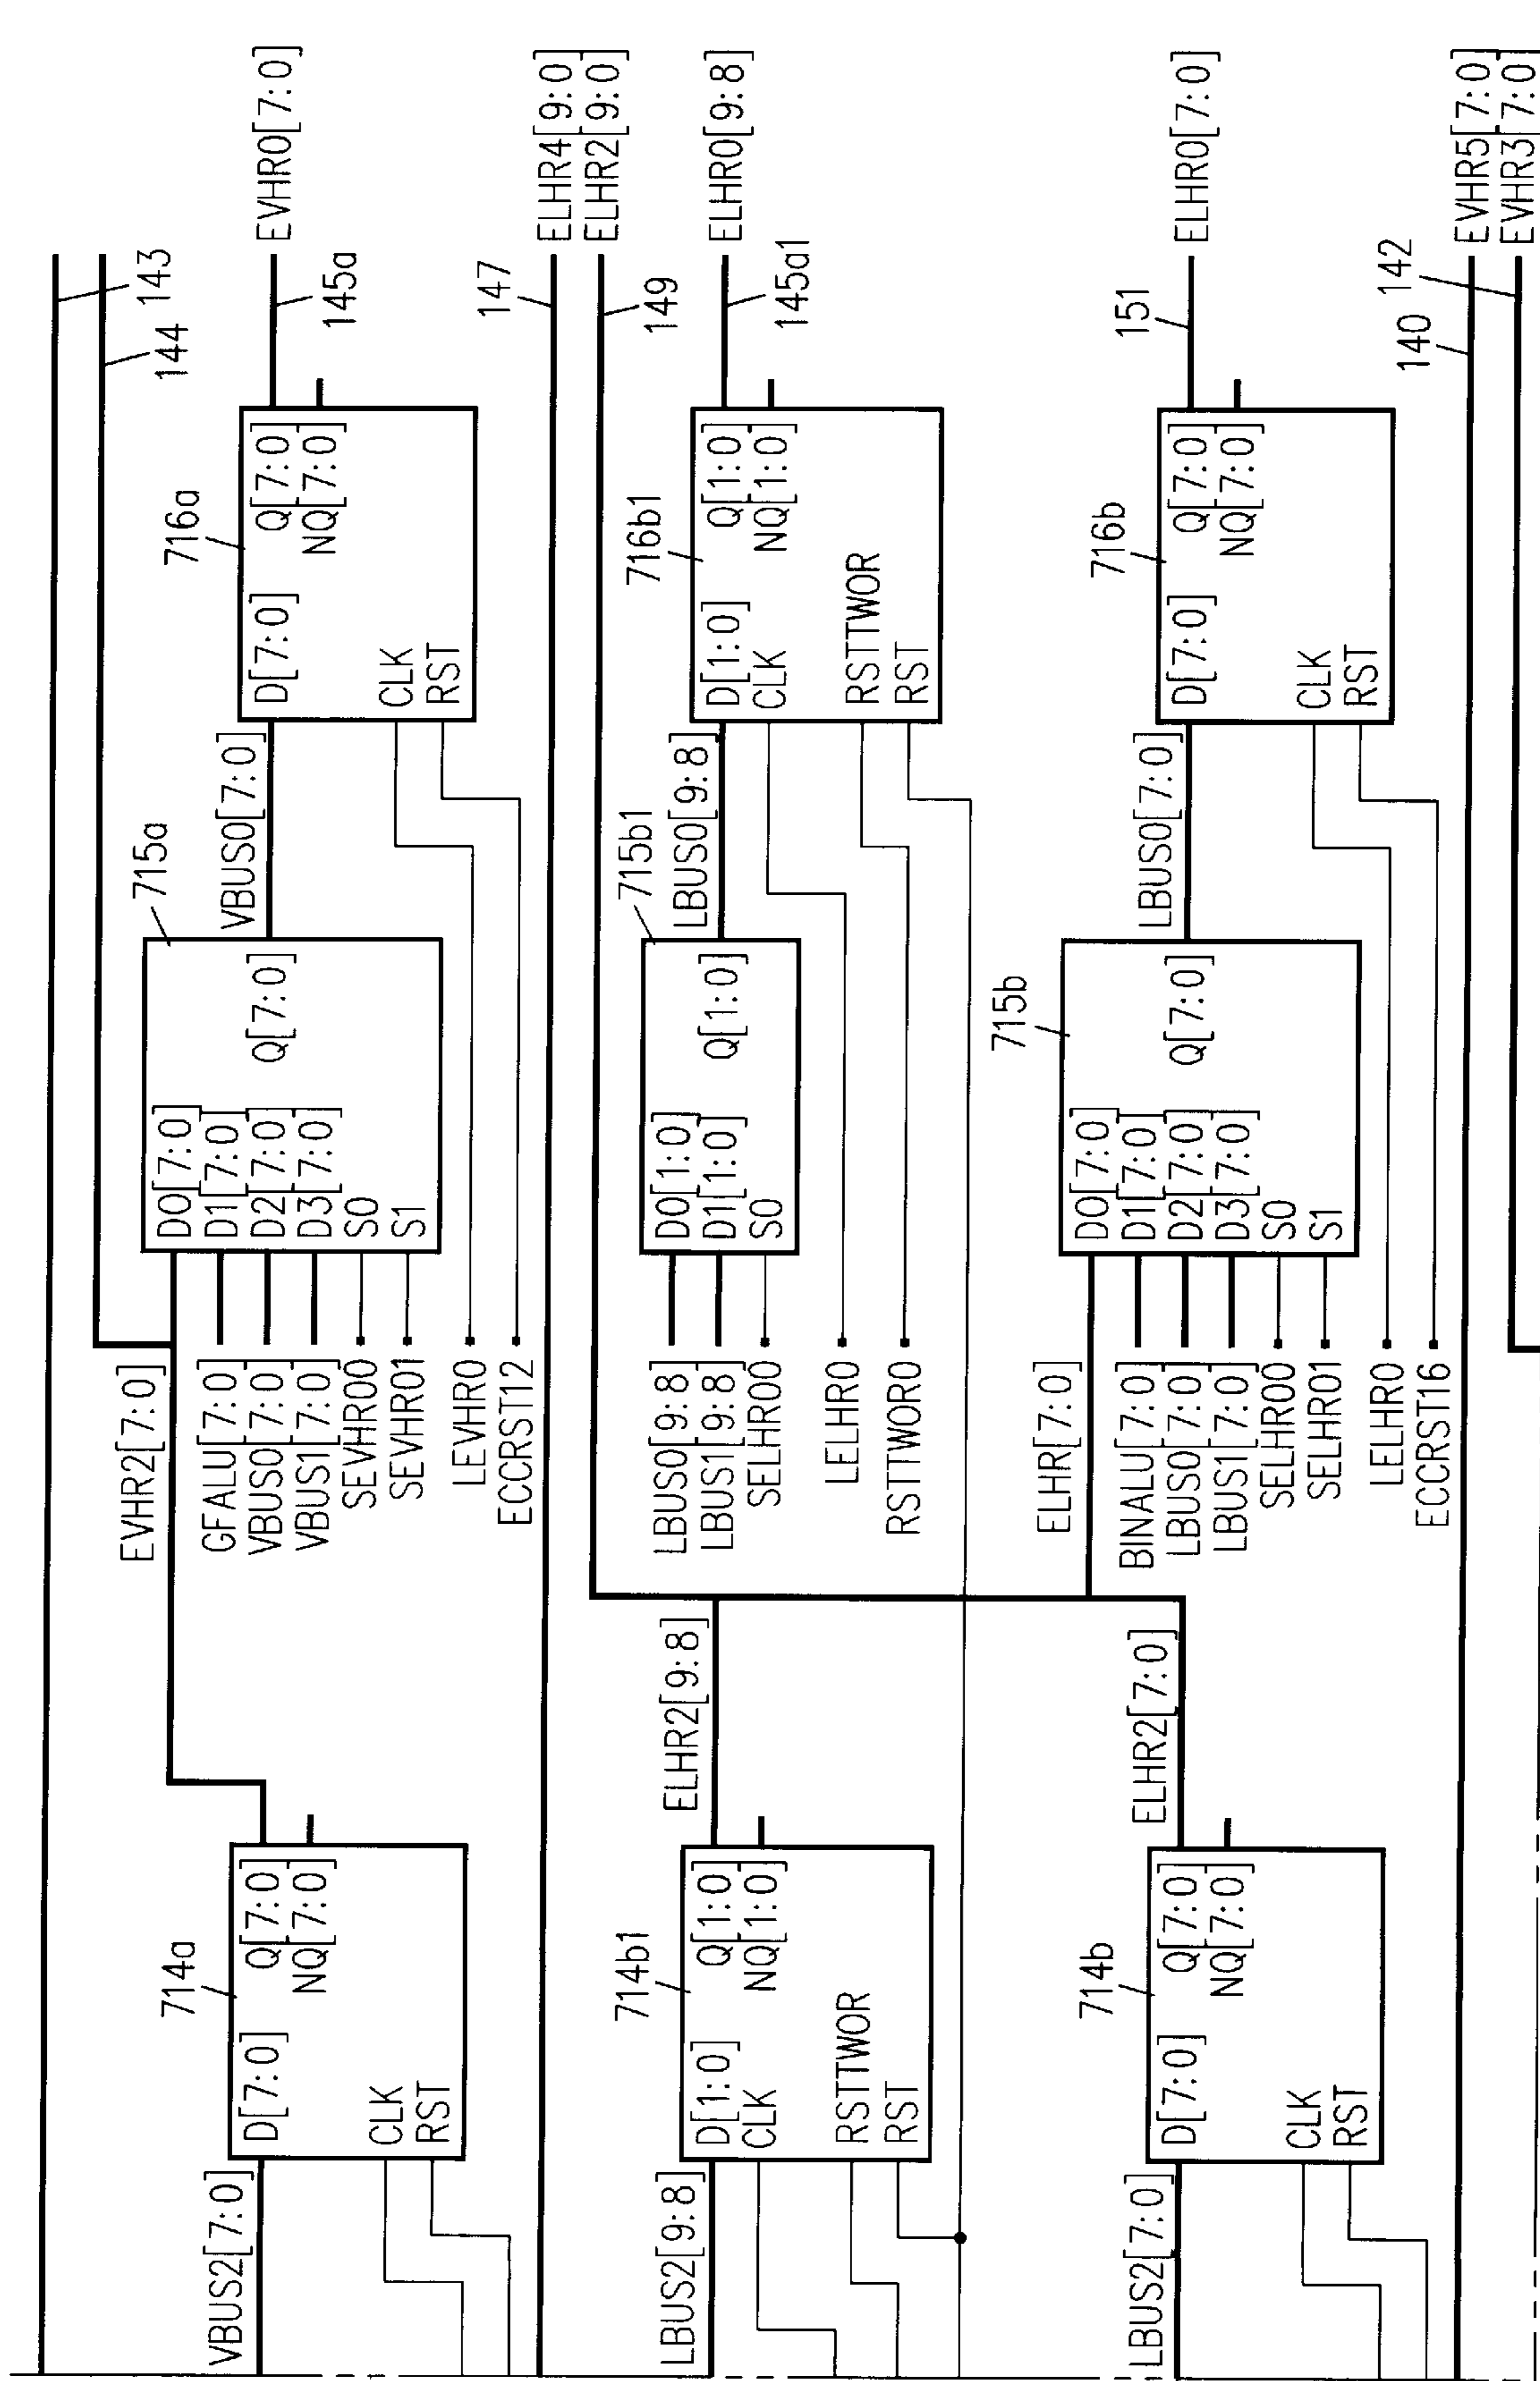 143
144
EVHR0[7:0]
145a
716a
D[7:0]
Q[7:0]
NQ[7:0]
CLK
RST
VBUS0[7:0]
715a
D0[7:0]
D1[7:0]
D2[7:0]
D3[7:0]
S0
S1
Q[7:0]
EVHR2[7:0]
GFALU[7:0]
VBUS0[7:0]
VBUS1[7:0]
SEVHR00
SEVHR01
LEVHR0
ECCRST12
714a
D[7:0]
Q[7:0]
NQ[7:0]
CLK
RST
VBUS2[7:0]
147
ELHR4[9:0]
ELHR2[9:0]
149
ELHR0[9:8]
145a1
716b1
D[1:0]
CLK
Q[1:0]
NQ[1:0]
RSTTWOR
RST
LBUS0[9:8]
715b1
D0[1:0]
D1[1:0]
S0
Q[1:0]
LBUS0[9:8]
LBUS1[9:8]
SELHR00
LELHR0
RSTTWOR0
ELHR2[9:8]
714b1
D[1:0]
CLK
Q[1:0]
NQ[1:0]
RSTTWOR
RST
LBUS2[9:8]
ELHR0[7:0]
151
716b
D[7:0]
Q[7:0]
NQ[7:0]
CLK
RST
LBUS0[7:0]
715b
D0[7:0]
D1[7:0]
D2[7:0]
D3[7:0]
S0
S1
Q[7:0]
ELHR[7:0]
BINALU[7:0]
LBUS0[7:0]
LBUS1[7:0]
SELHR00
SELHR01
LELHR0
ECCRST16
ELHR2[7:0]
714b
D[7:0]
Q[7:0]
NQ[7:0]
CLK
RST
LBUS2[7:0]
140
142
EVHR5[7:0]
EVHR3[7:0]